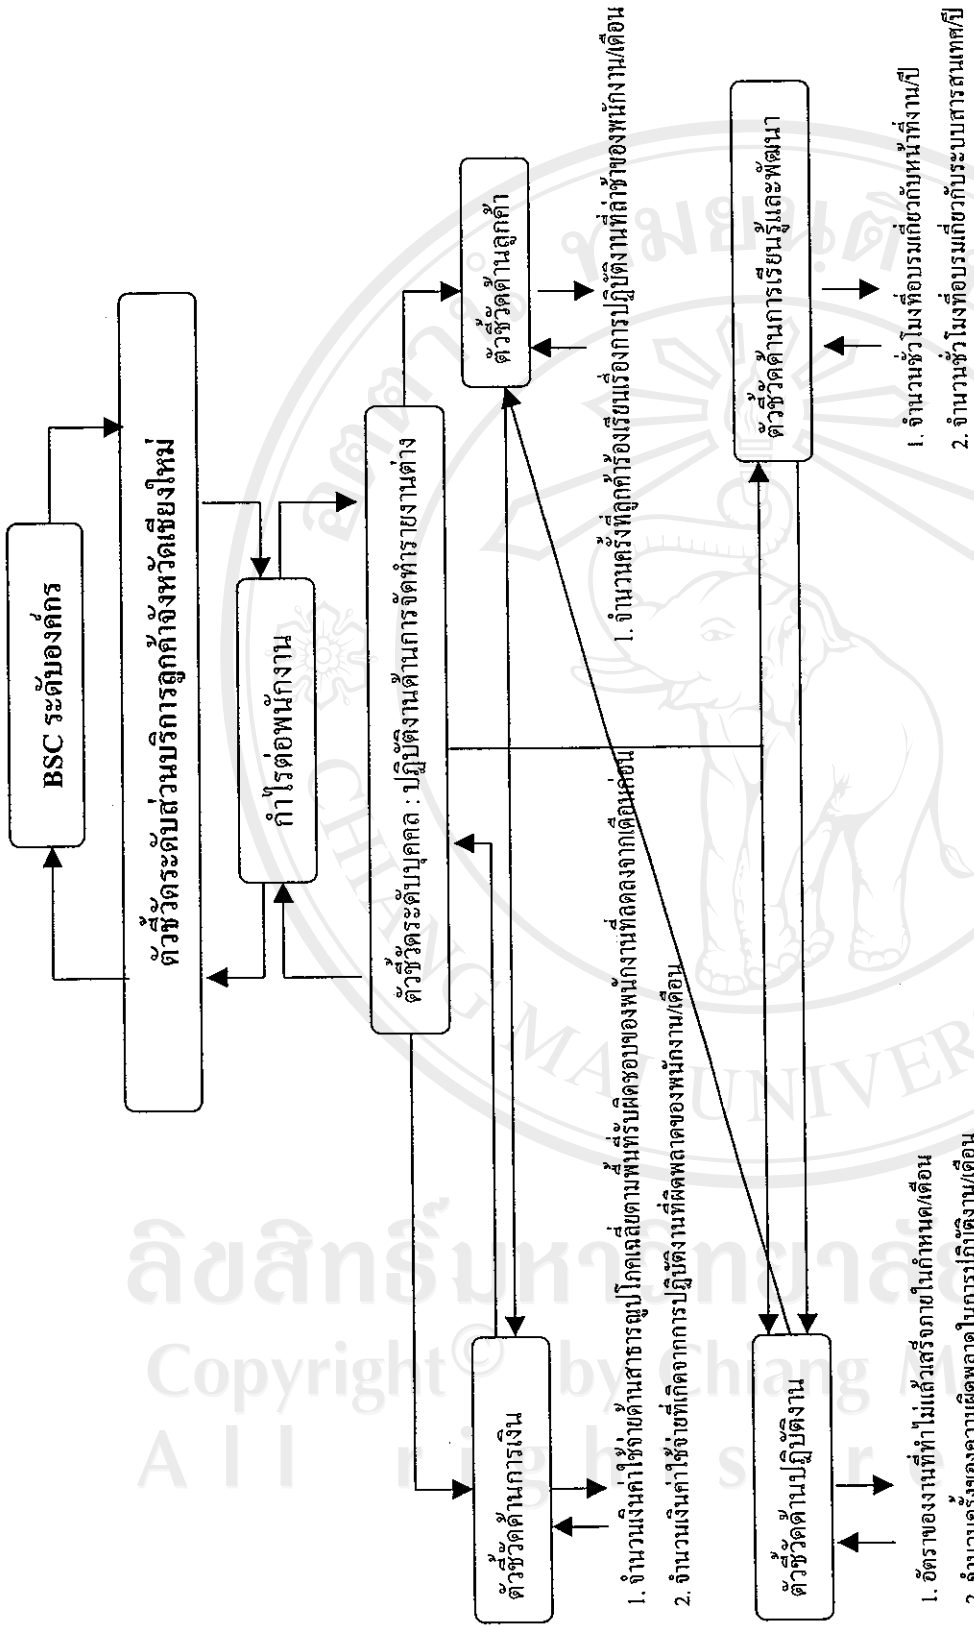 BSC ระดับองค์กร
ตัวชี้วัดระดับส่วนบริการลูกค้าจังหวัดเชียงใหม่
กำไรต่อพนักงาน
ตัวชี้วัดระดับบุคคล : ปฏิบัติงานด้านการจัดทำรายงานต่าง
ตัวชี้วัดด้านการเงิน
ตัวชี้วัดด้านลูกค้า
1. จำนวนเงินค่าใช้จ่ายด้านสาธารณูปโภคเฉลี่ยตามพื้นที่รับผิดชอบของพนักงานที่ลดลงจากเดือนก่อน
2. จำนวนเงินค่าใช้จ่ายที่เกิดจากการปฏิบัติงานที่ผิดพลาดของพนักงาน/เดือน
1. จำนวนครั้งที่ลูกค้าร้องเรียนเรื่องการปฏิบัติงานที่ล่าช้าของพนักงาน/เดือน
ตัวชี้วัดด้านปฏิบัติงาน
ตัวชี้วัดด้านการเรียนรู้และพัฒนา
1. อัตราของงานที่ทำไม่แล้วเสร็จภายในกำหนด/เดือน
2. จำนวนครั้งของความผิดพลาดในการปฏิบัติงาน/เดือน
1. จำนวนชั่วโมงที่อบรมเกี่ยวกับหน้าที่งาน/ปี
2. จำนวนชั่วโมงที่อบรมเกี่ยวกับระบบสารสนเทศ/ปี
CHIANG MAI UNIVER
ลิขสิทธิ์มหาวิทยาลัย
Copyright © by Chiang M
All rights re